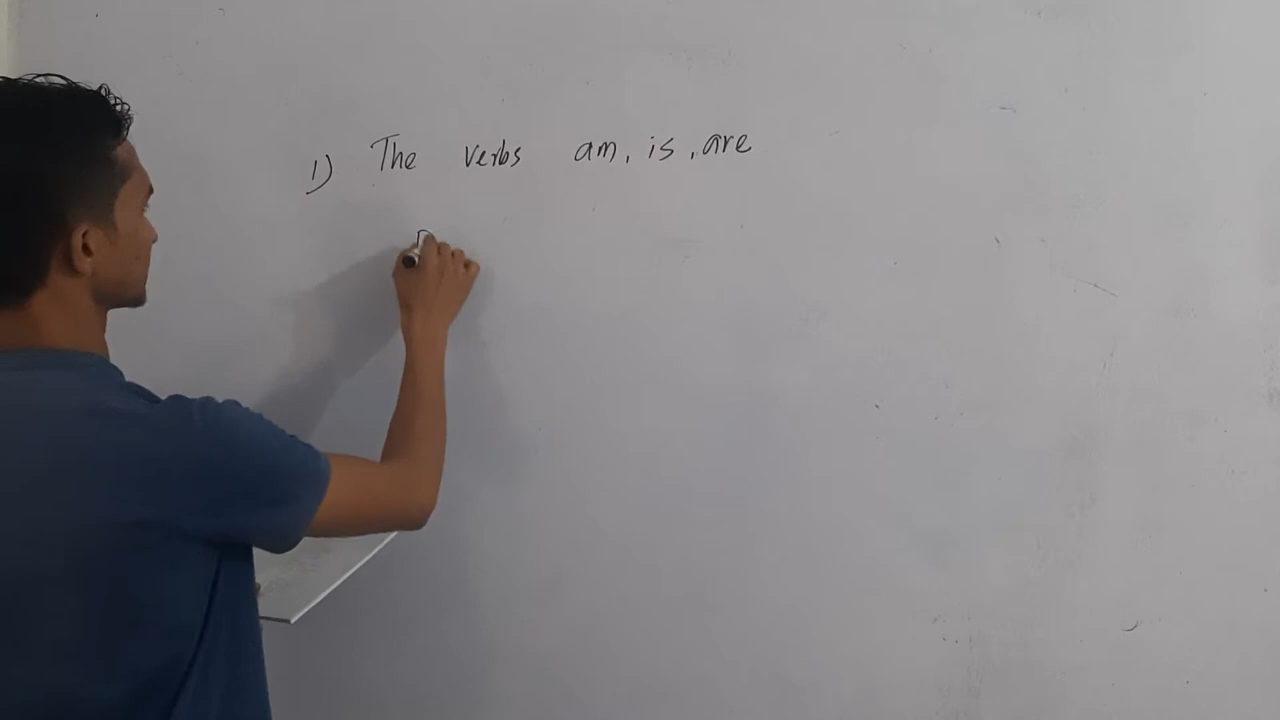 1) The verbs am, is, are